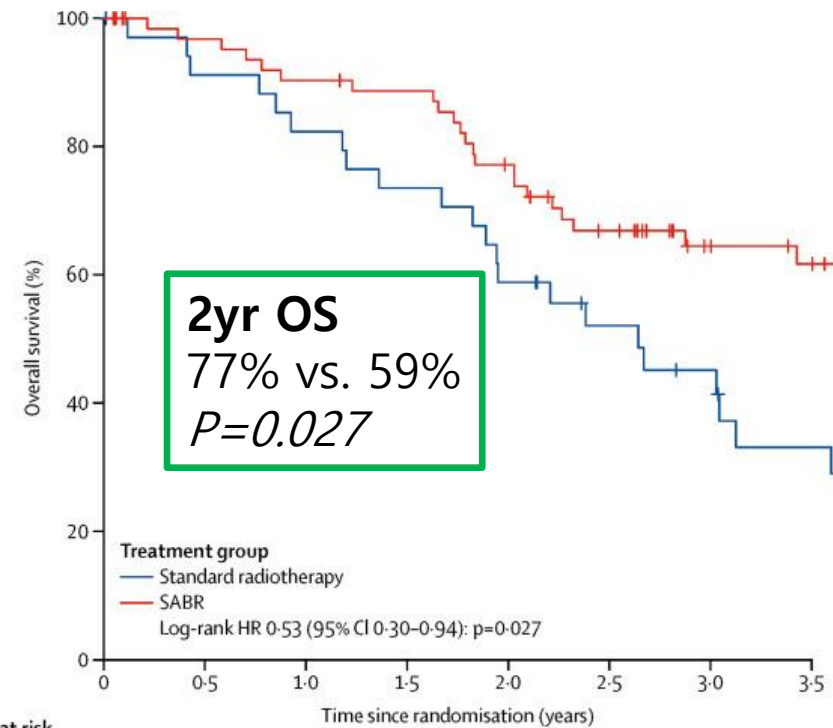 100
80
60
40
20
0
Overall survival (%)
2yr OS
77% vs. 59%
P=0.027
Treatment group
Standard radiotherapy
SABR
Log-rank HR 0·53 (95% CI 0·30–0·94): p=0·027
0 0·5 1·0 1·5 2·0 2·5 3·0 3·5
Time since randomisation (years)
at risk